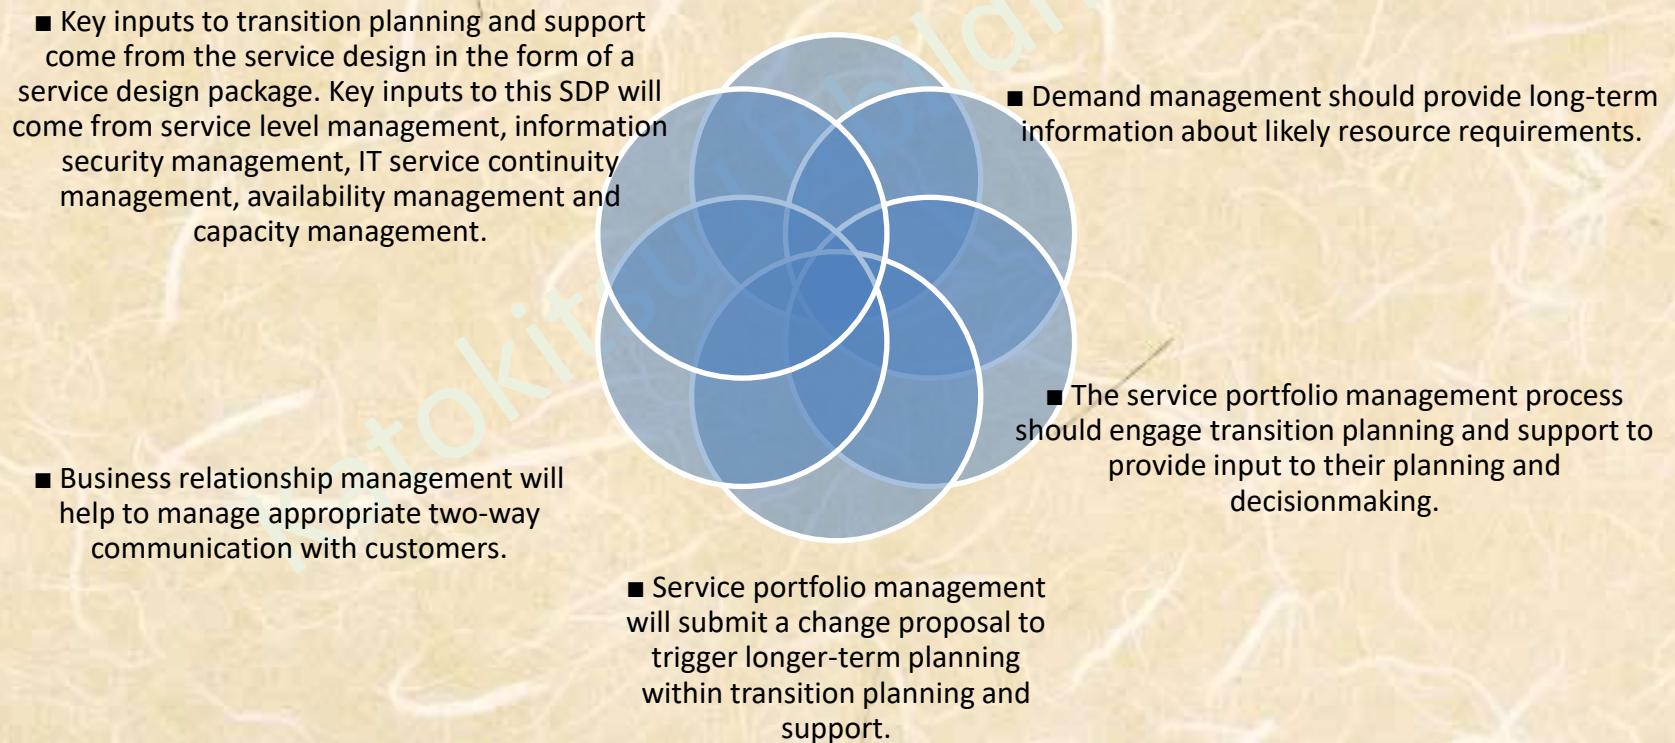 ■ Key inputs to transition planning and support
come from the service design in the form of a
service design package. Key inputs to this SDP will
come from service level management, information
security management, IT service continuity
management, availability management and
capacity management.
■ Demand management should provide long-term
information about likely resource requirements.
■ The service portfolio management process
should engage transition planning and support to
provide input to their planning and
decisionmaking.
■ Business relationship management will
help to manage appropriate two-way
communication with customers.
■ Service portfolio management
will submit a change proposal to
trigger longer-term planning
within transition planning and
support.